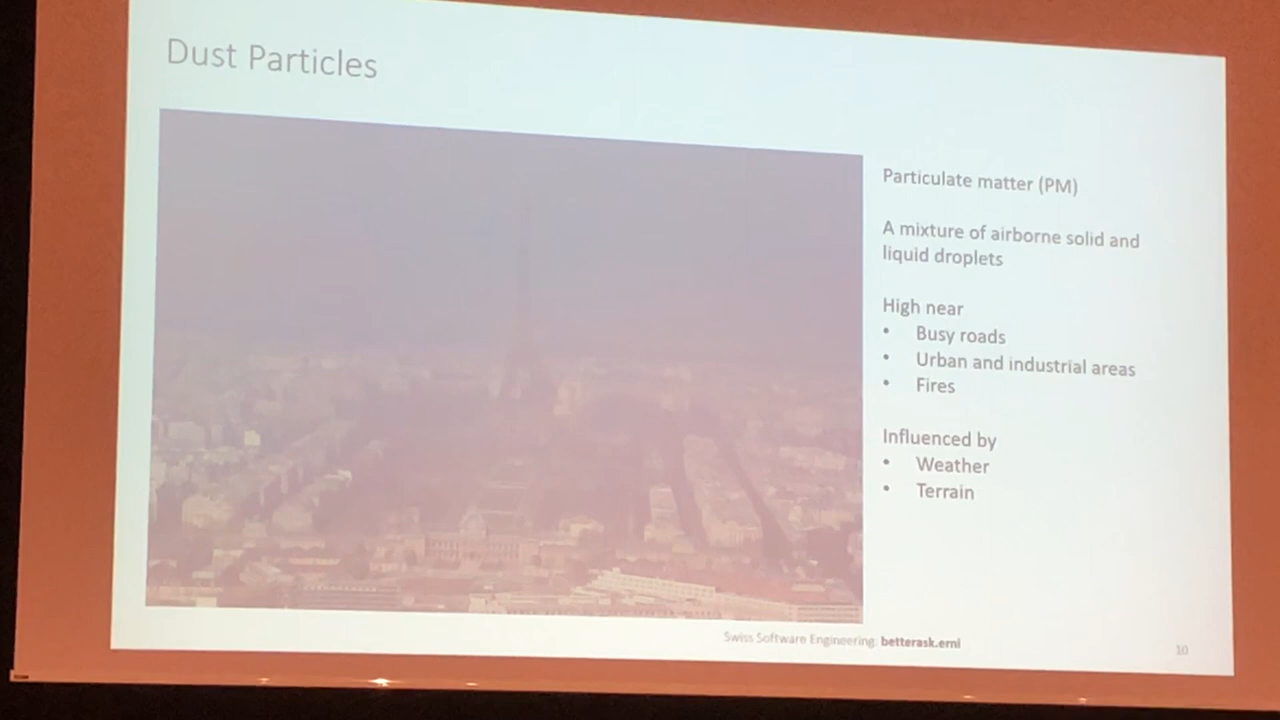 Dust Particles
Particulate matter (PM)
A mixture of airborne solid and
liquid droplets
High near
• Busy roads
• Urban and industrial areas
• Fires
Influenced by
• Weather
• Terrain
Swiss Software Engineering. betterask.erni
10